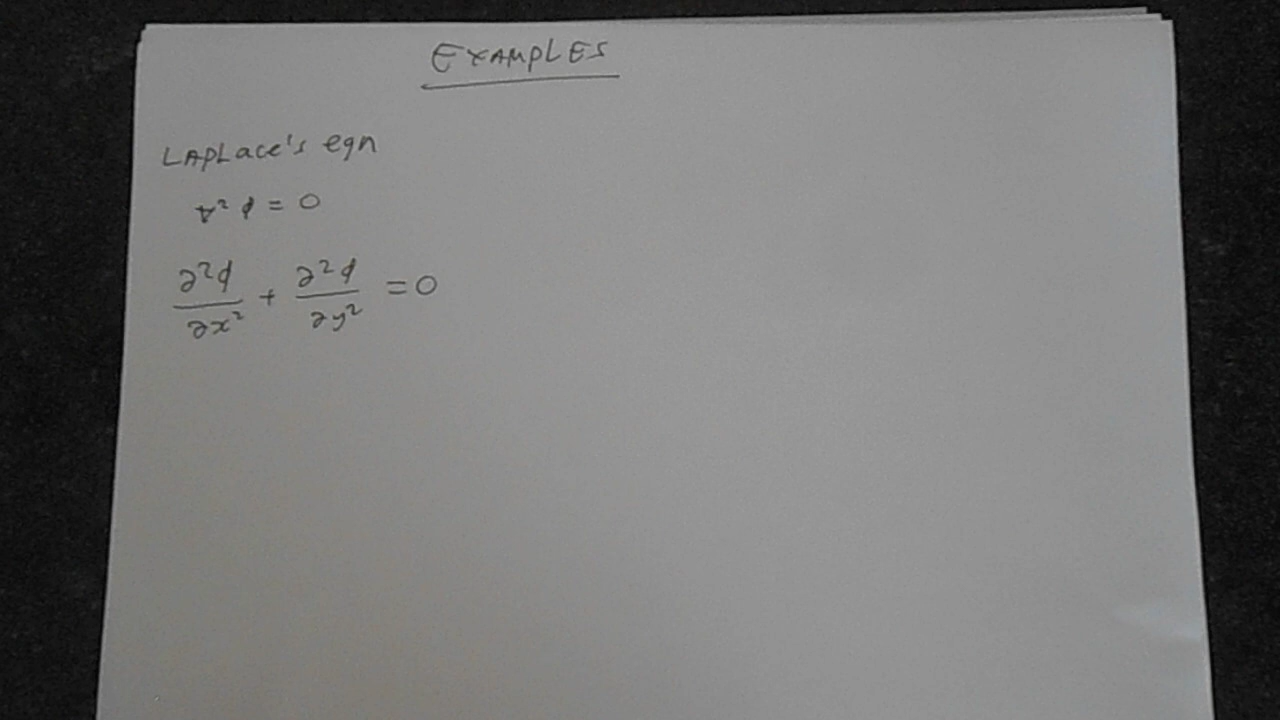 EXAMPLES
LAPLace's eqn
∇²φ = 0
∂²φ/∂x² + ∂²φ/∂y² = 0